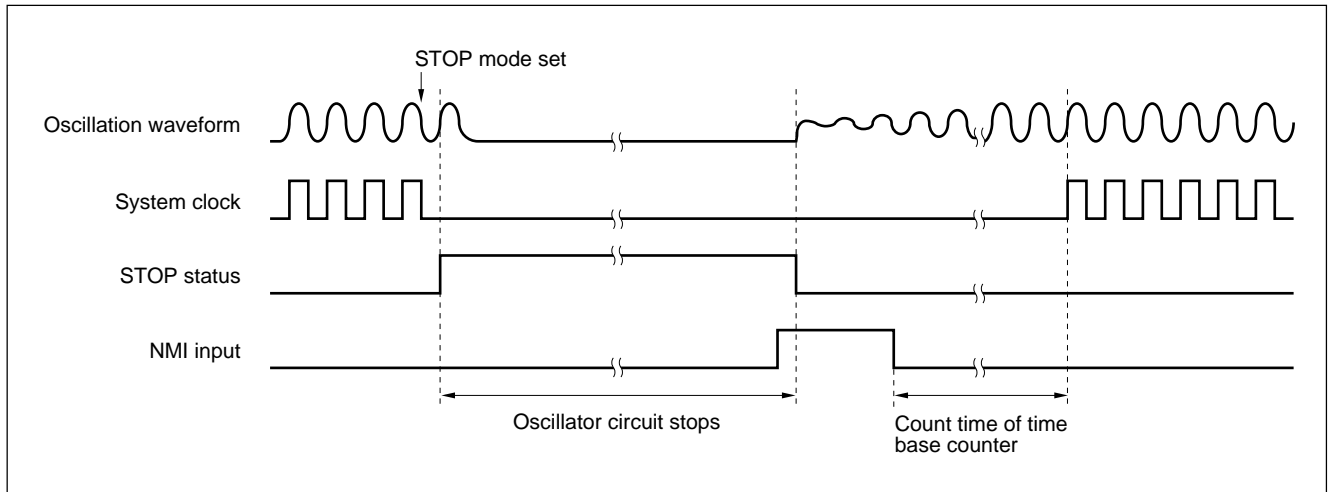 STOP mode set
Oscillation waveform
System clock
STOP status
NMI input
Oscillator circuit stops
Count time of time
base counter